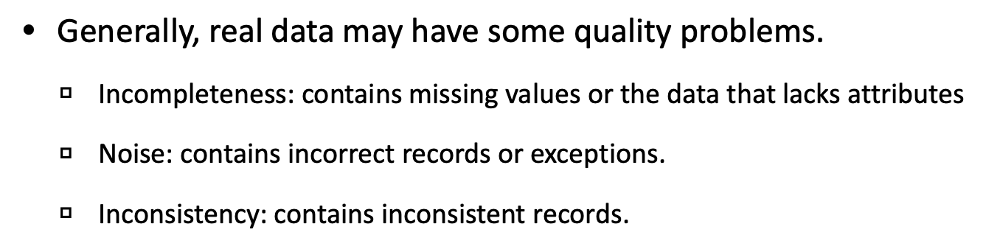 • Generally, real data may have some quality problems.
▫ Incompleteness: contains missing values or the data that lacks attributes
▫ Noise: contains incorrect records or exceptions.
▫ Inconsistency: contains inconsistent records.